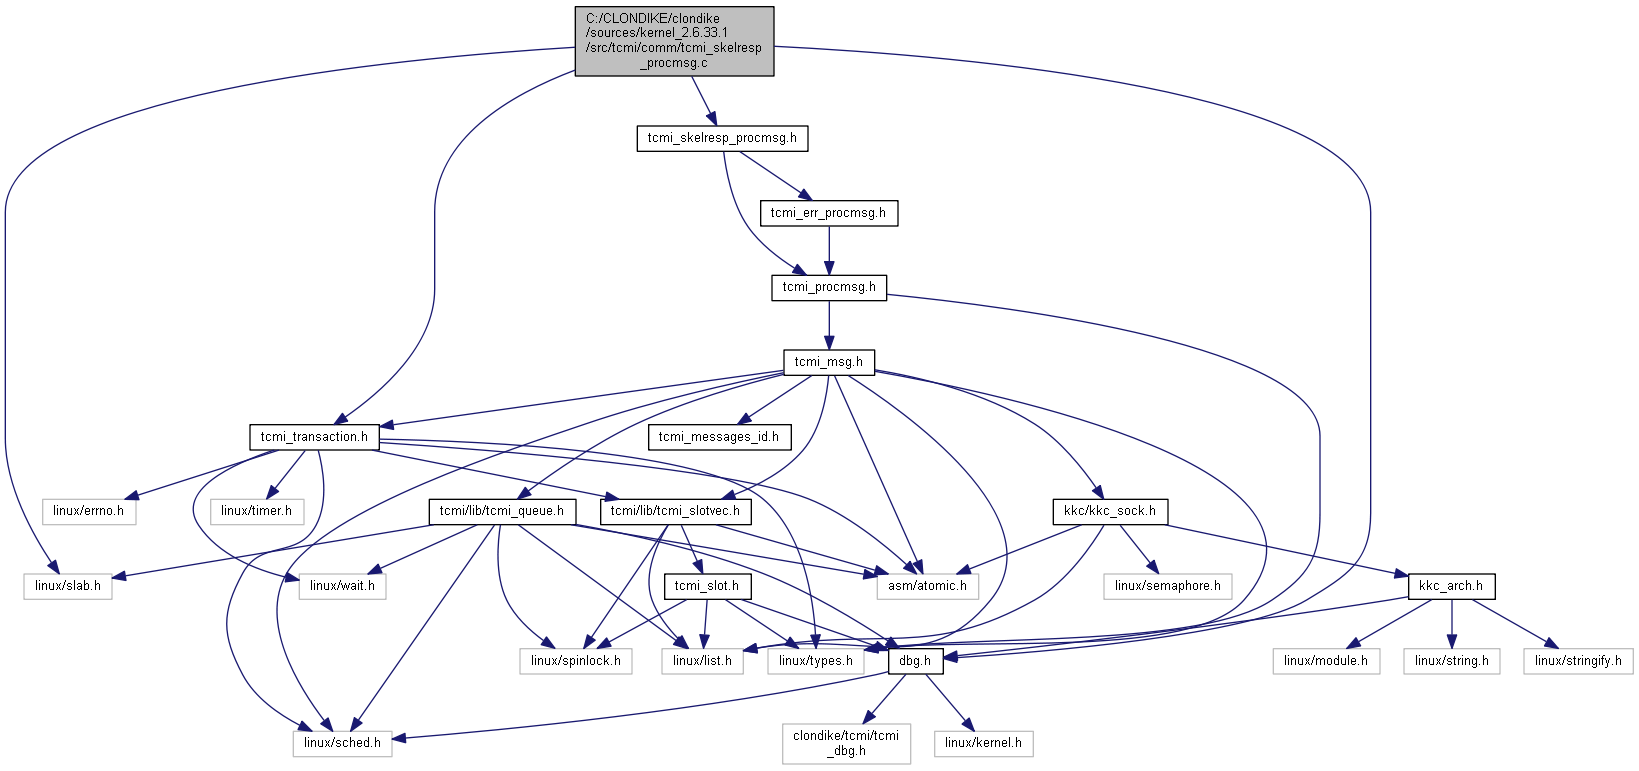 C:/CLONDIKE/clondike
/sources/kernel_2.6.33.1
/src/tcmi/comm/tcmi_skelresp
_procmsg.c
tcmi_skelresp_procmsg.h
tcmi_err_procmsg.h
tcmi_procmsg.h
tcmi_msg.h
tcmi_transaction.h
tcmi_messages_id.h
linux/errno.h
linux/timer.h
tcmi/lib/tcmi_queue.h
tcmi/lib/tcmi_slotvec.h
kkc/kkc_sock.h
linux/slab.h
linux/wait.h
tcmi_slot.h
asm/atomic.h
linux/semaphore.h
kkc_arch.h
linux/spinlock.h
linux/list.h
linux/types.h
dbg.h
linux/module.h
linux/string.h
linux/stringify.h
linux/sched.h
clondike/tcmi/tcmi
_dbg.h
linux/kernel.h